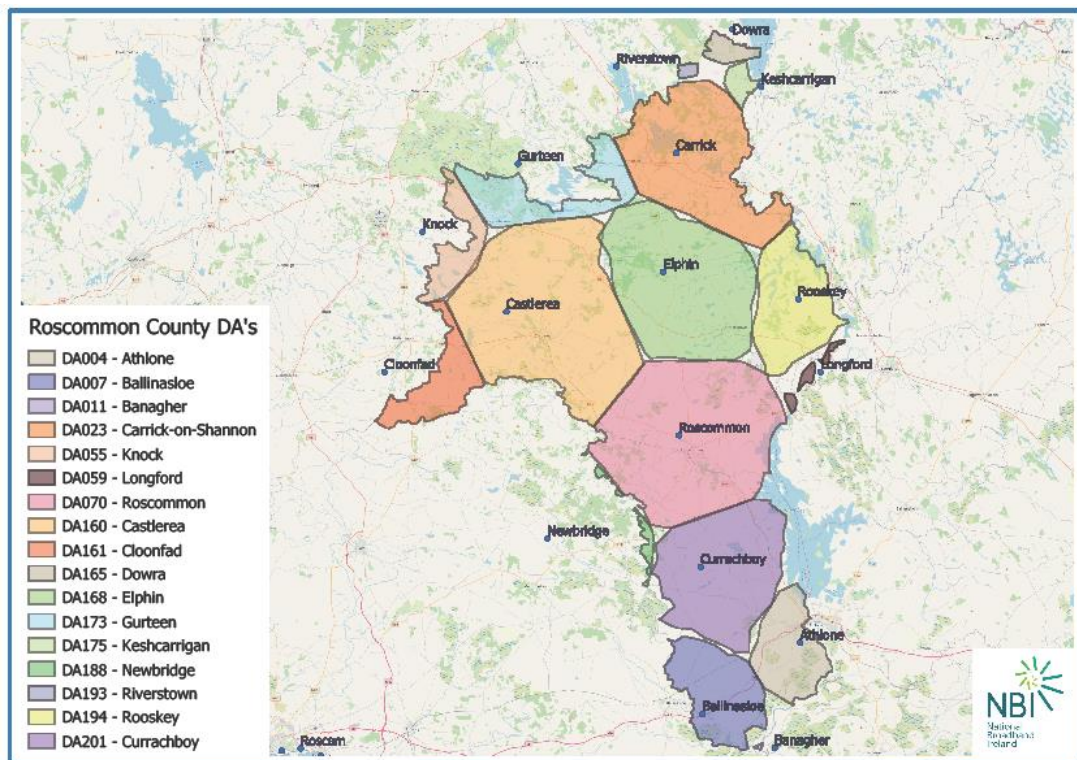 Dowra
Riverstown
Keshcarrigan
Carrick
Gurteen
Knock
Elphin
Rooskey
Castlerea
Cloonfad
Longford
Roscommon
Newbridge
Currachboy
Athlone
Ballinasloe
Banagher
Roscam
Roscommon County DA's
DA004 - Athlone
DA007 - Ballinasloe
DA011 - Banagher
DA023 - Carrick-on-Shannon
DA055 - Knock
DA059 - Longford
DA070 - Roscommon
DA160 - Castlerea
DA161 - Cloonfad
DA165 - Dowra
DA168 - Elphin
DA173 - Gurteen
DA175 - Keshcarrigan
DA188 - Newbridge
DA193 - Riverstown
DA194 - Rooskey
DA201 - Currachboy
NBI
National
Broadband
Ireland